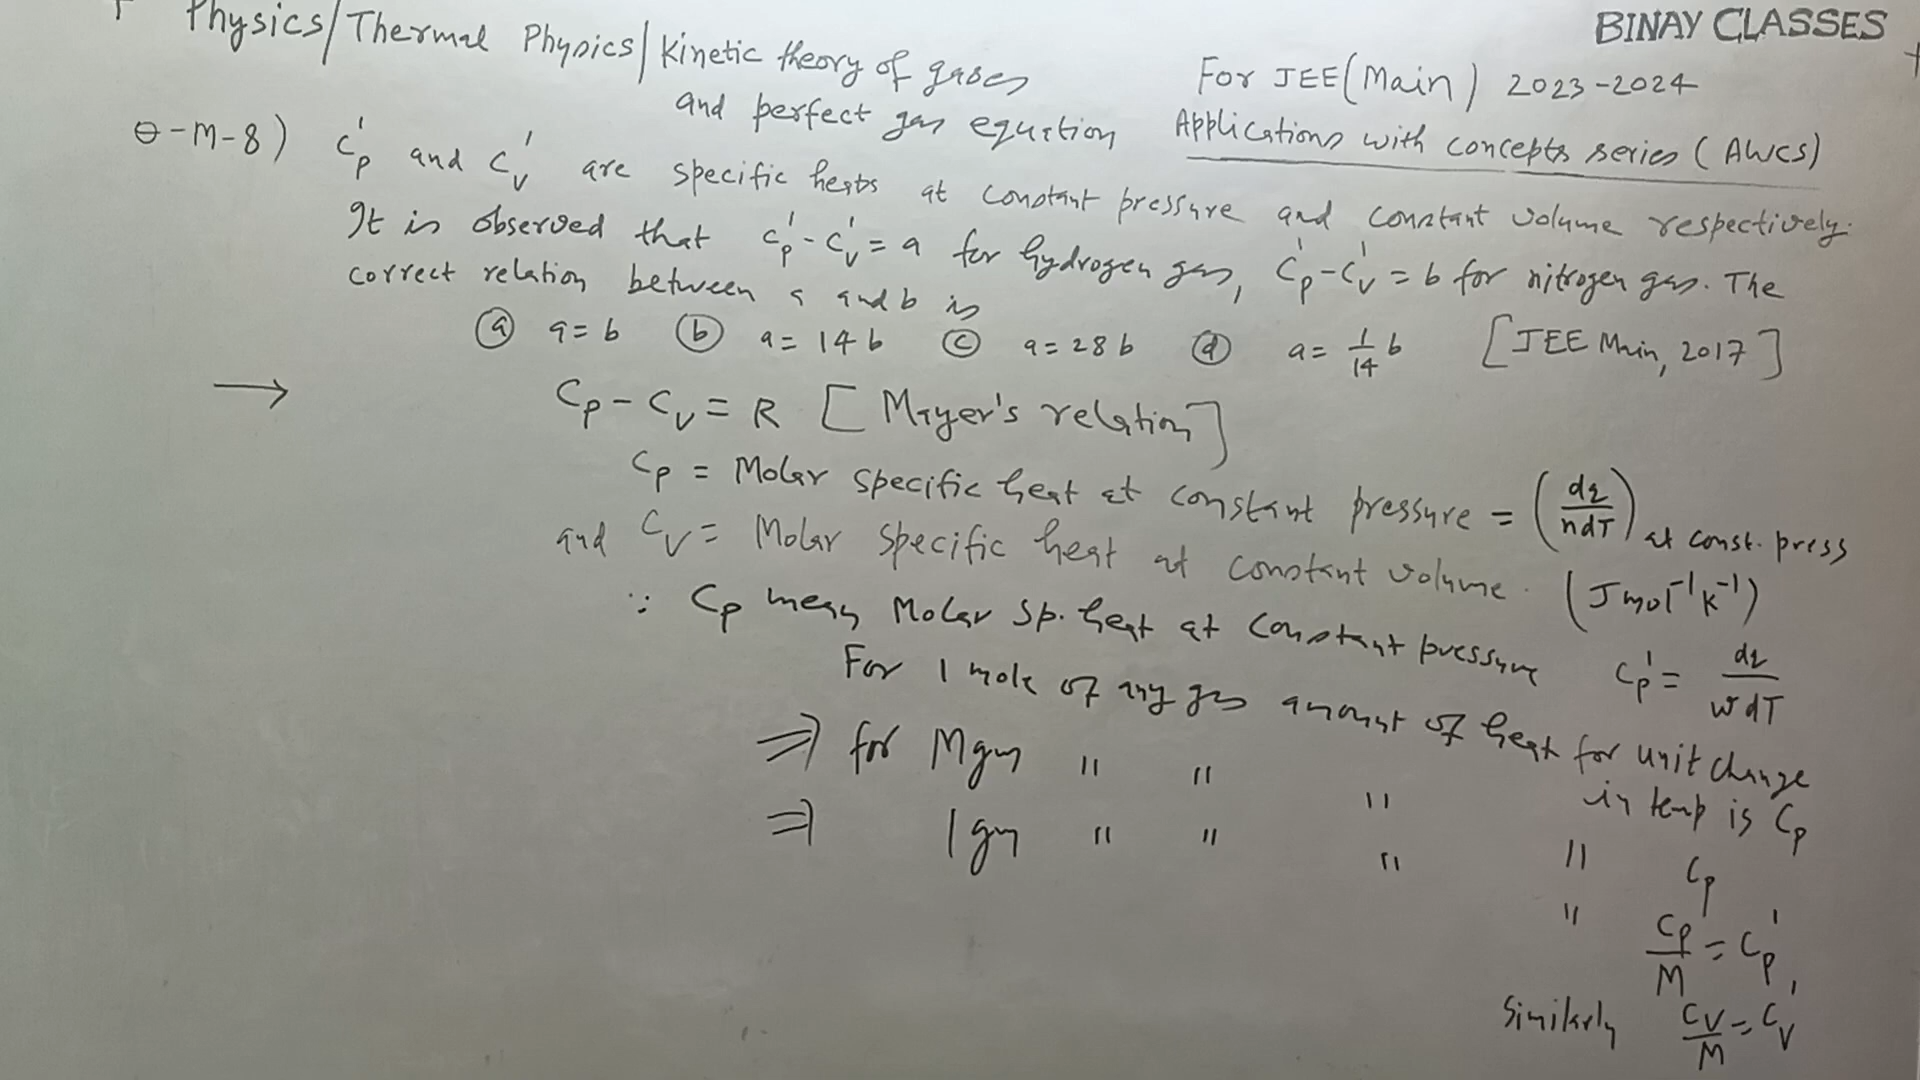 BINAY CLASSES
Physics/Thermal Physics/Kinetic theory of gases
and perfect gas equation
For JEE(Main) 2023-2024
Applications with concepts series (AWCS)
Θ-M-8) C'p and C'v are specific heats at constant pressure and constant volume respectively.
It is observed that C'p - C'v = a for hydrogen gas, C'p - C'v = b for nitrogen gas. The
correct relation between a and b is
(a) a = b (b) a = 14 b (c) a = 28 b (d) a = 1/14 b [JEE Main, 2017]
→ Cp - Cv = R [Mayer's relation]
Cp = Molar specific heat at constant pressure = (dq/ndT) at const. press
and Cv = Molar specific heat at constant volume. (J mol⁻¹ K⁻¹)
∵ Cp mean Molar sp. heat at constant pressure C'p = dq/wdT
For 1 mole of any gas amount of heat for unit change
in temp is Cp
⇒ for M gm " " " " Cp
⇒ 1 gm " " " " Cp/M = C'p,
Similarly Cv/M = C'v